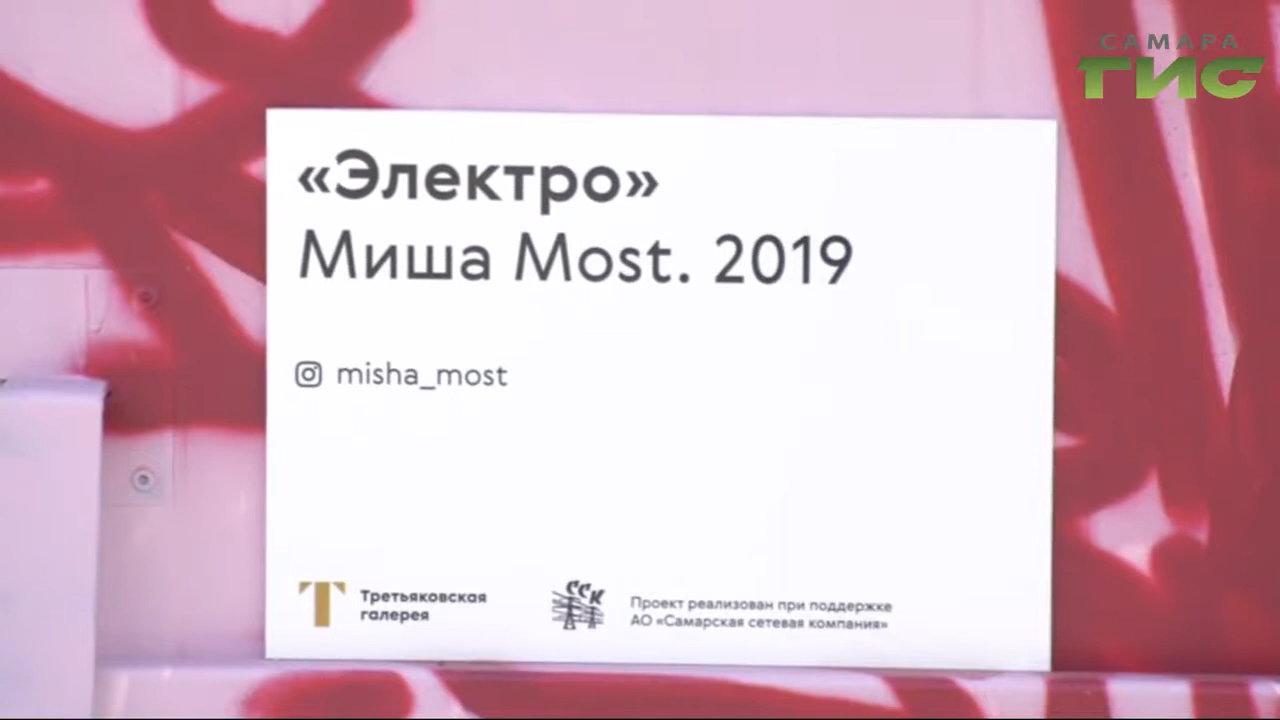 САМАРА
ГИС
«Электро»
Миша Most. 2019
misha_most
Третьяковская
галерея
ССК
Проект реализован при поддержке
АО «Самарская сетевая компания»